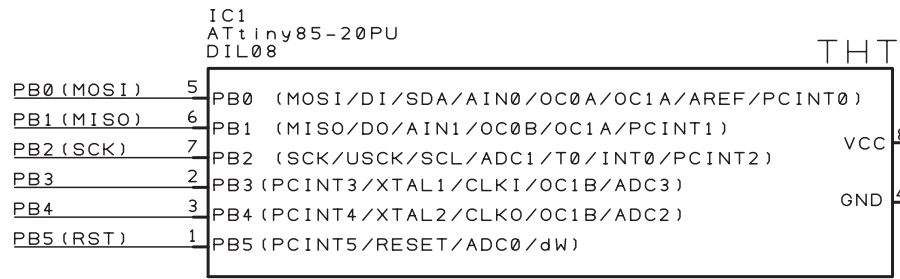 IC1
ATtiny85-20PU
DIL08
THT
PB0(MOSI) 5 PB0 (MOSI/DI/SDA/AIN0/OC0A/OC1A/AREF/PCINT0)
PB1(MISO) 6 PB1 (MISO/DO/AIN1/OC0B/OC1A/PCINT1)
VCC 8
PB2(SCK) 7 PB2 (SCK/USCK/SCL/ADC1/T0/INT0/PCINT2)
PB3 2 PB3(PCINT3/XTAL1/CLKI/OC1B/ADC3)
GND 4
PB4 3 PB4(PCINT4/XTAL2/CLKO/OC1B/ADC2)
PB5(RST) 1 PB5(PCINT5/RESET/ADC0/dW)